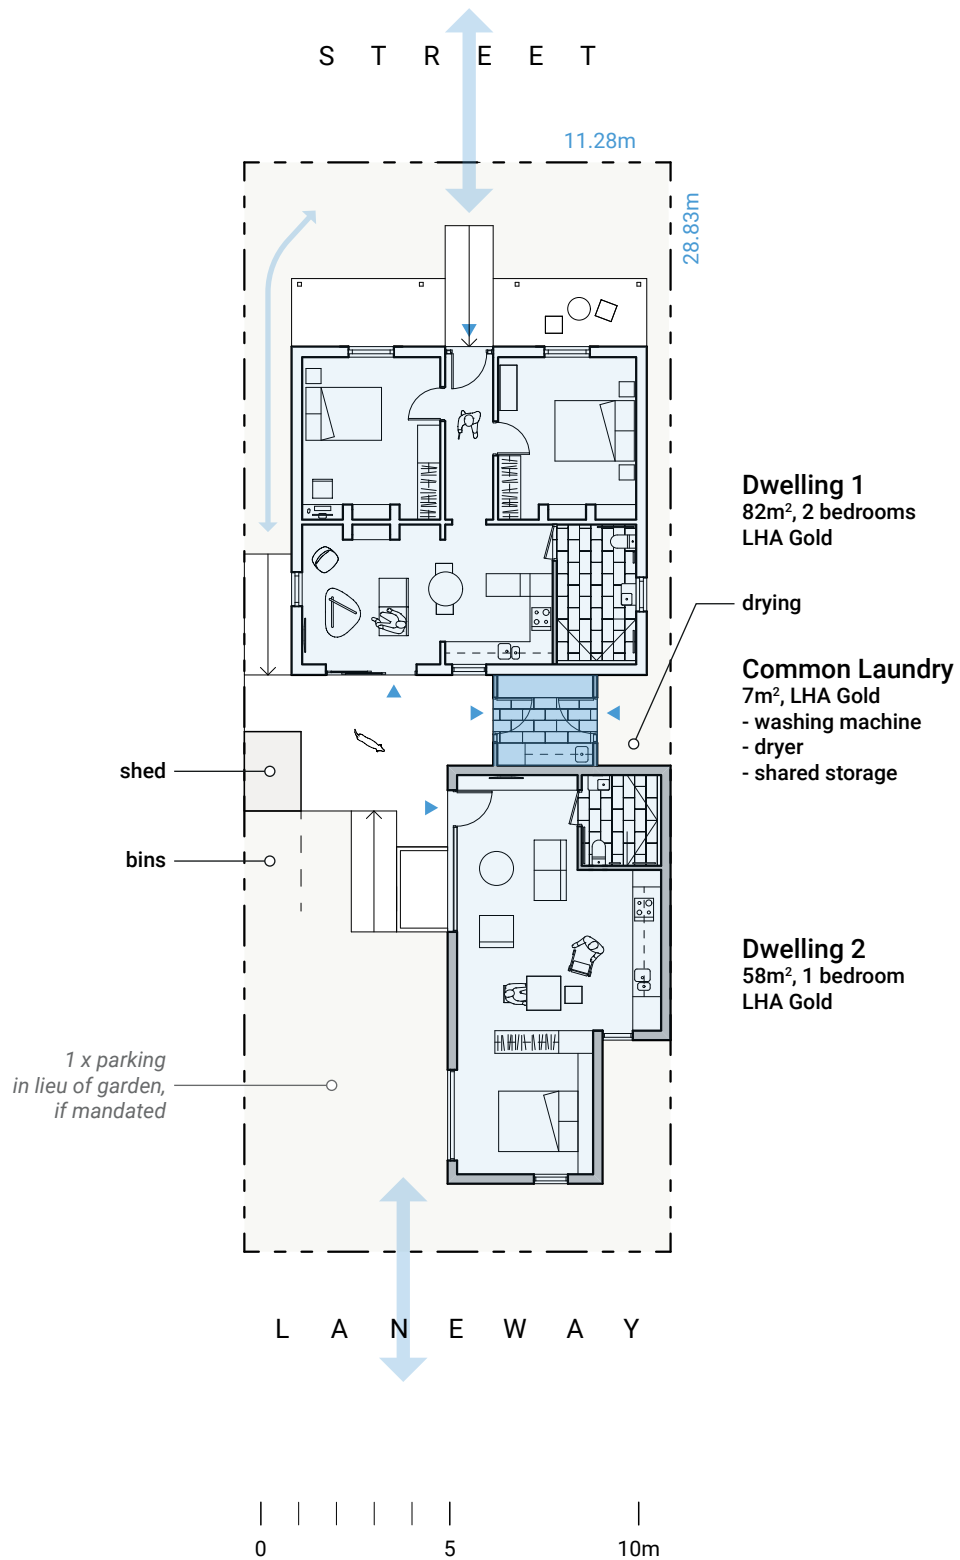 STREET
11.28m
28.83m
Dwelling 1
82m², 2 bedrooms
LHA Gold
drying
Common Laundry
7m², LHA Gold
- washing machine
- dryer
- shared storage
shed
bins
Dwelling 2
58m², 1 bedroom
LHA Gold
1 x parking
in lieu of garden,
if mandated
LANEWAY
0 5 10m